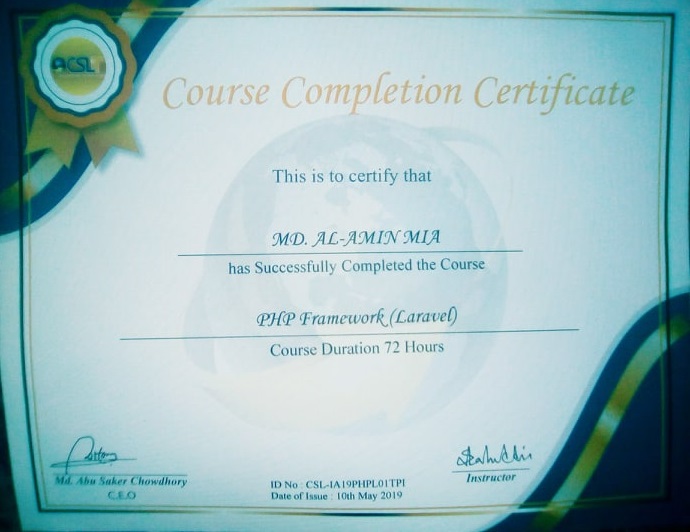 CSL
Course Completion Certificate
This is to certify that
MD. AL-AMIN MIA
has Successfully Completed the Course
PHP Framework (Laravel)
Course Duration 72 Hours
Md. Abu Saker Chowdhory
C.E.O
Instructor
ID No : CSL-IA19PHPL01TPI
Date of Issue : 10th May 2019